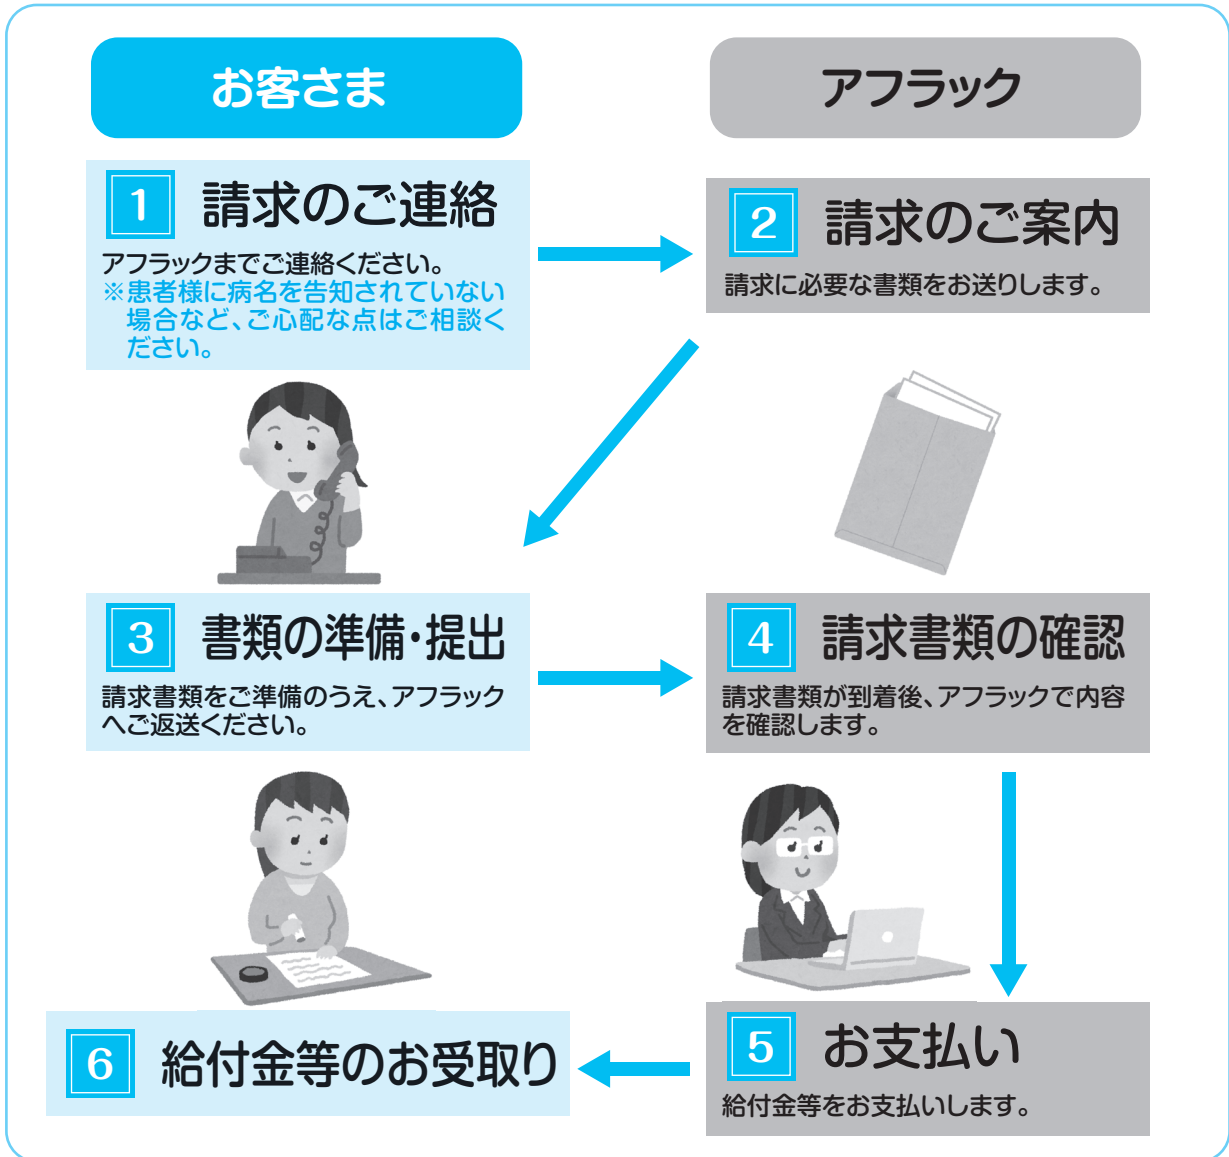 お客さま
アフラック
1 請求のご連絡
アフラックまでご連絡ください。
※患者様に病名を告知されていない
場合など、ご心配な点はご相談く
ださい。
2 請求のご案内
請求に必要な書類をお送りします。
3 書類の準備・提出
請求書類をご準備のうえ、アフラック
へご返送ください。
4 請求書類の確認
請求書類が到着後、アフラックで内容
を確認します。
5 お支払い
給付金等をお支払いします。
6 給付金等のお受取り